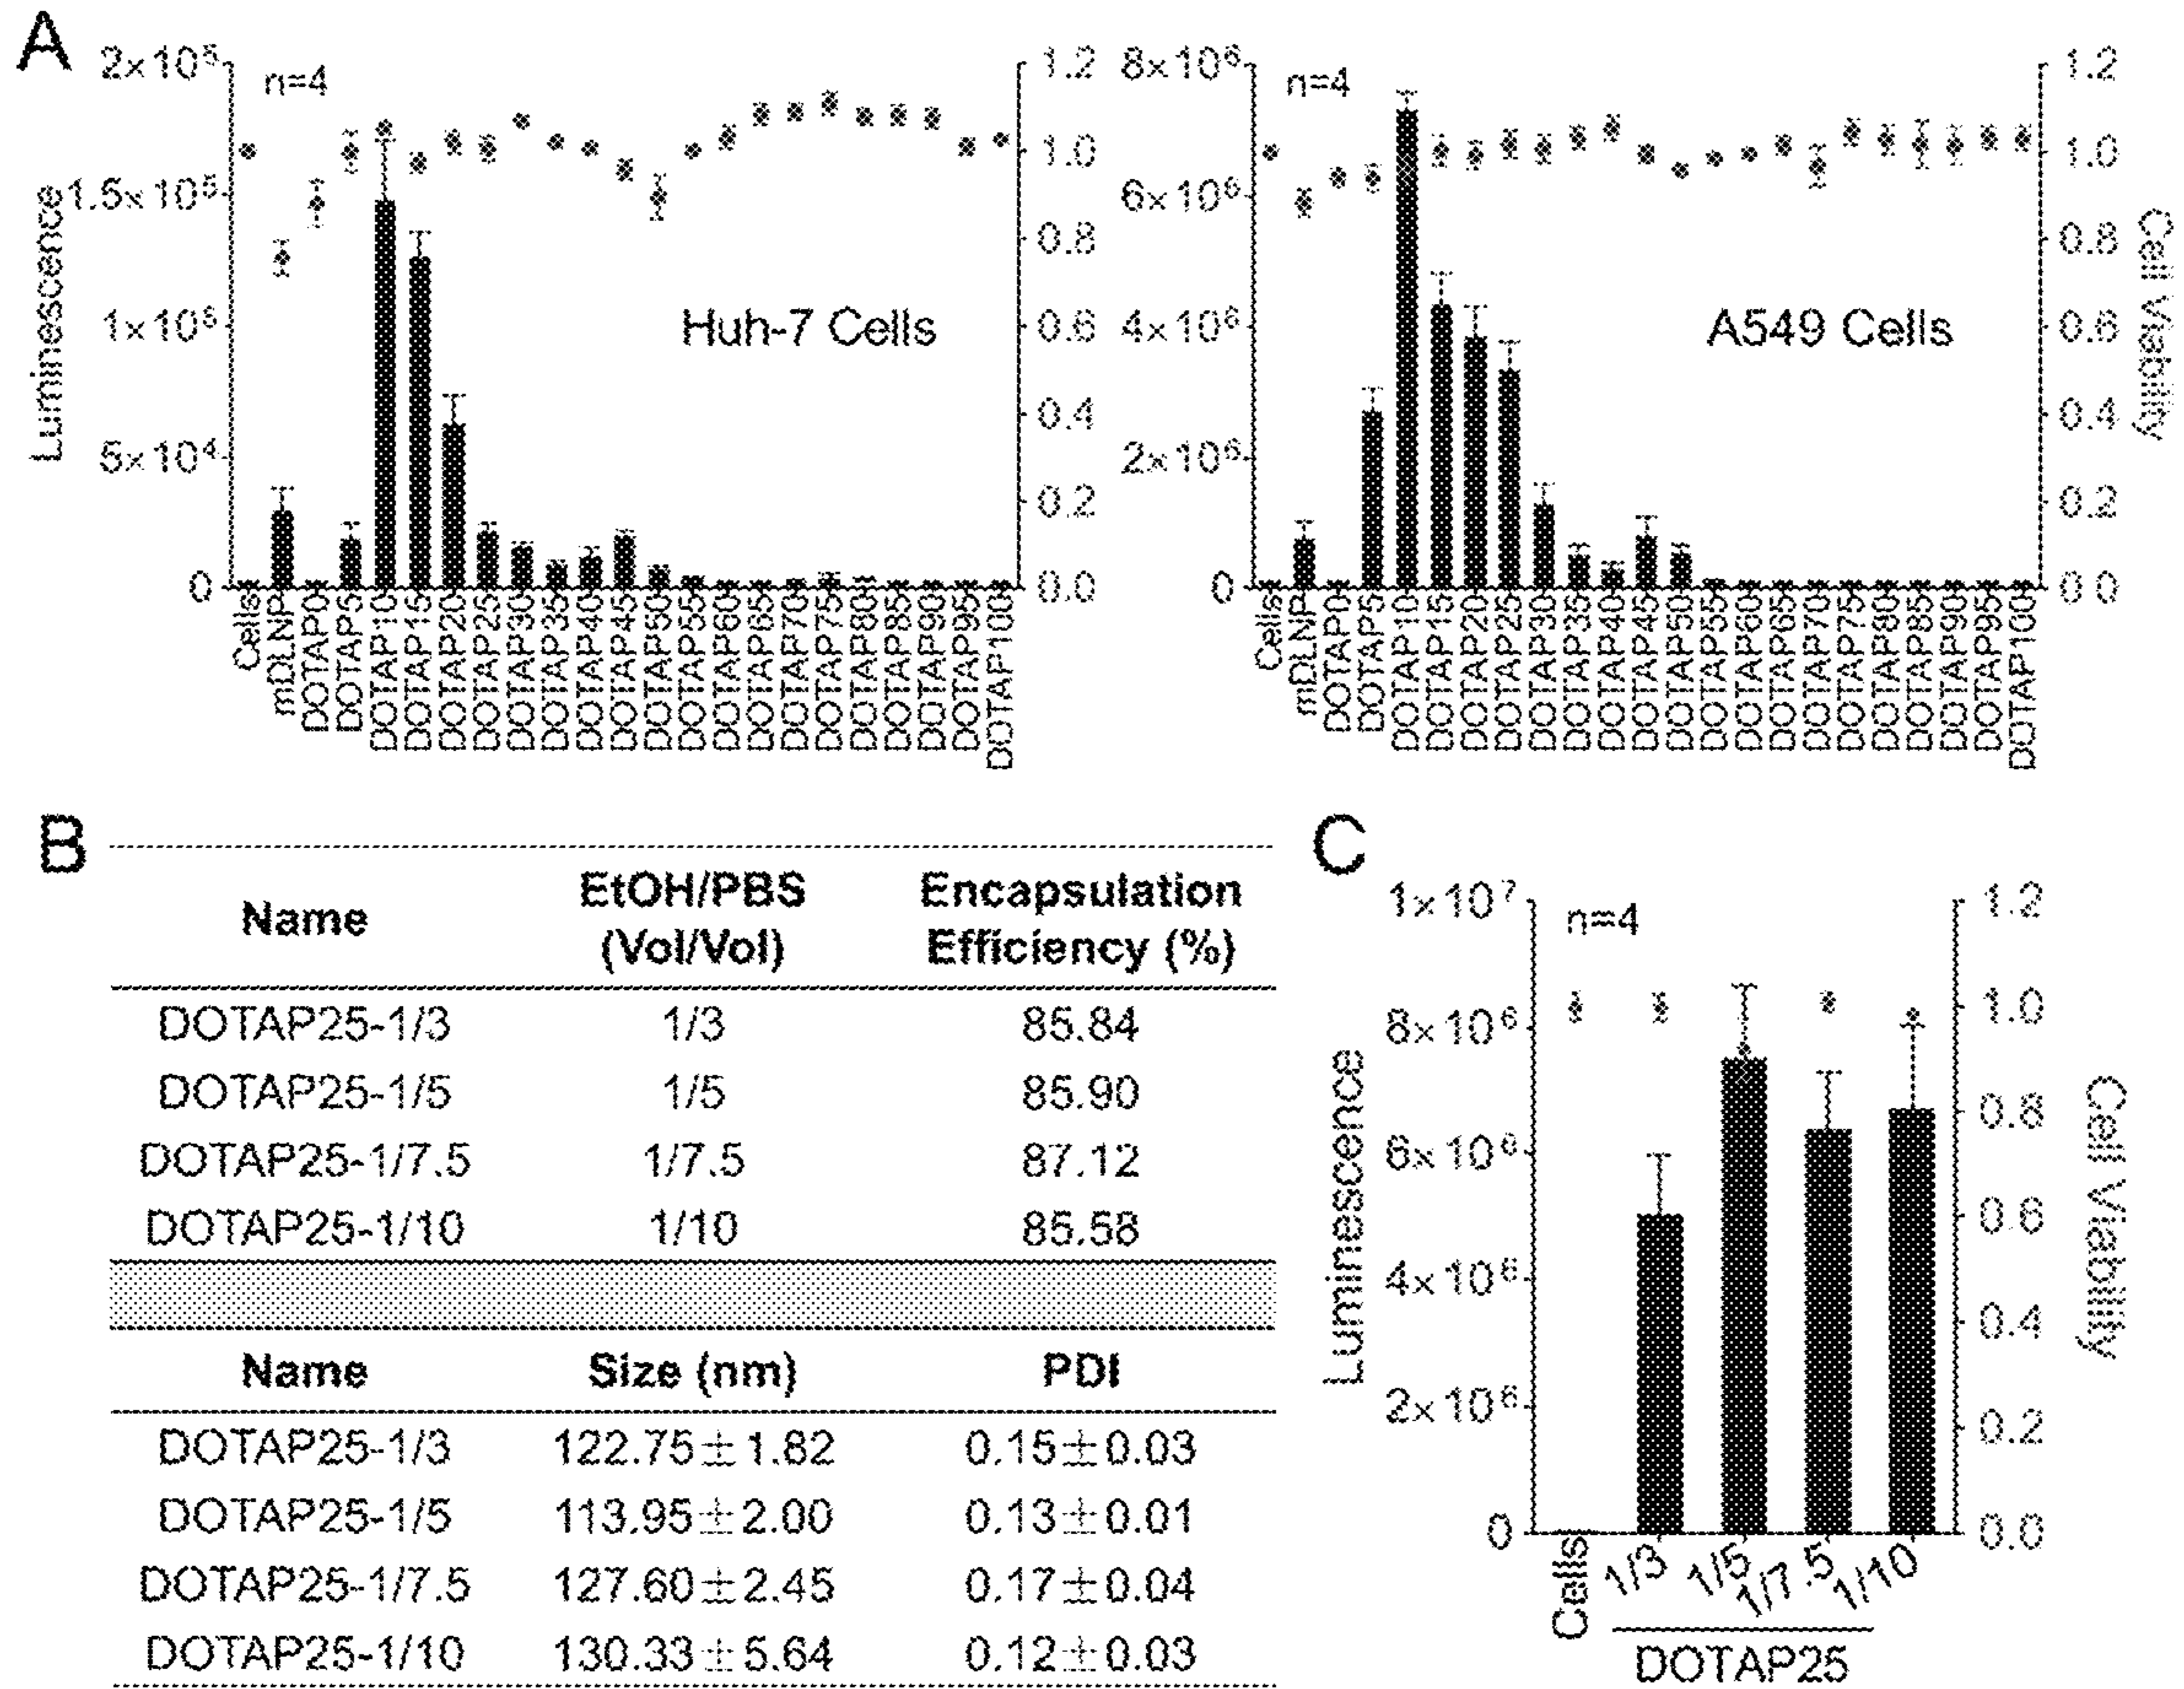 A
2×10⁵
1.5×10⁵
1×10⁵
5×10⁴
0
Luminescence
n=4
Huh-7 Cells
1.2
1.0
0.8
0.6
0.4
0.2
0.0
Cells
mDLNP
DOTAP0
DOTAP5
DOTAP10
DOTAP15
DOTAP20
DOTAP25
DOTAP30
DOTAP35
DOTAP40
DOTAP45
DOTAP50
DOTAP55
DOTAP60
DOTAP65
DOTAP70
DOTAP75
DOTAP80
DOTAP85
DOTAP90
DOTAP95
DOTAP100
8×10⁶
6×10⁶
4×10⁶
2×10⁶
0
n=4
A549 Cells
1.2
1.0
0.8
0.6
0.4
0.2
0.0
Cell Viability
Cells
mDLNP
DOTAP0
DOTAP5
DOTAP10
DOTAP15
DOTAP20
DOTAP25
DOTAP30
DOTAP35
DOTAP40
DOTAP45
DOTAP50
DOTAP55
DOTAP60
DOTAP65
DOTAP70
DOTAP75
DOTAP80
DOTAP85
DOTAP90
DOTAP95
DOTAP100
B
Name EtOH/PBS (Vol/Vol) Encapsulation Efficiency (%)
DOTAP25-1/3 1/3 85.84
DOTAP25-1/5 1/5 85.90
DOTAP25-1/7.5 1/7.5 87.12
DOTAP25-1/10 1/10 85.58
Name Size (nm) PDI
DOTAP25-1/3 122.75±1.82 0.15±0.03
DOTAP25-1/5 113.95±2.00 0.13±0.01
DOTAP25-1/7.5 127.60±2.45 0.17±0.04
DOTAP25-1/10 130.33±5.64 0.12±0.03
C
1×10⁷
8×10⁶
6×10⁶
4×10⁶
2×10⁶
0
Luminescence
n=4
1.2
1.0
0.8
0.6
0.4
0.2
0.0
Cell Viability
Cells
1/3
1/5
1/7.5
1/10
DOTAP25